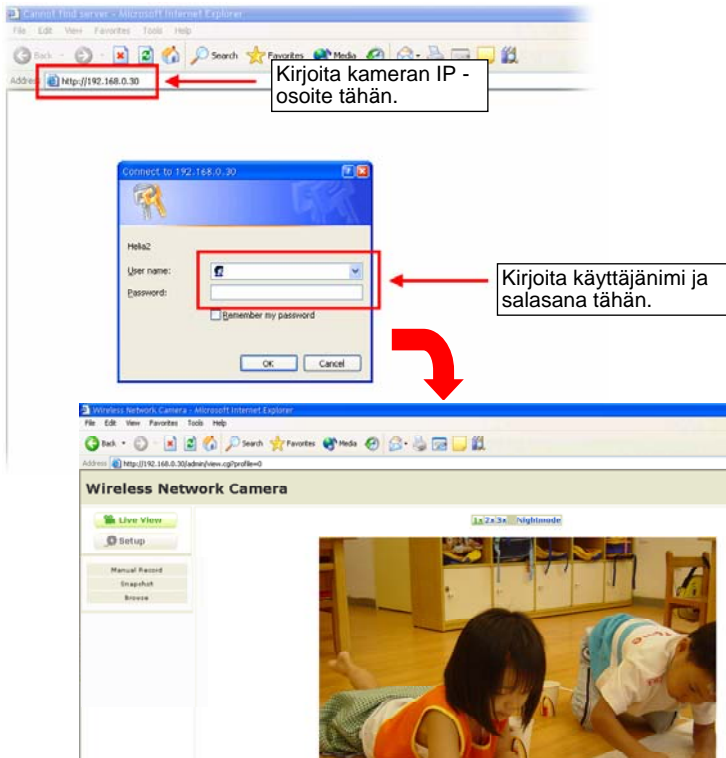 Cannot find server - Microsoft Internet Explorer
File Edit View Favorites Tools Help
Back Search Favorites Media
Address http://192.168.0.30
Kirjoita kameran IP -
osoite tähän.
Connect to 192.168.0.30
Helia2
User name:
Password:
Remember my password
OK Cancel
Kirjoita käyttäjänimi ja
salasana tähän.
Wireless Network Camera - Microsoft Internet Explorer
File Edit View Favorites Tools Help
Back Search Favorites Media
Address http://192.168.0.30/admin/view.cgi?profile=0
Wireless Network Camera
Live View
1x 2x 3x Nightmode
Setup
Manual Record
Snapshot
Browse